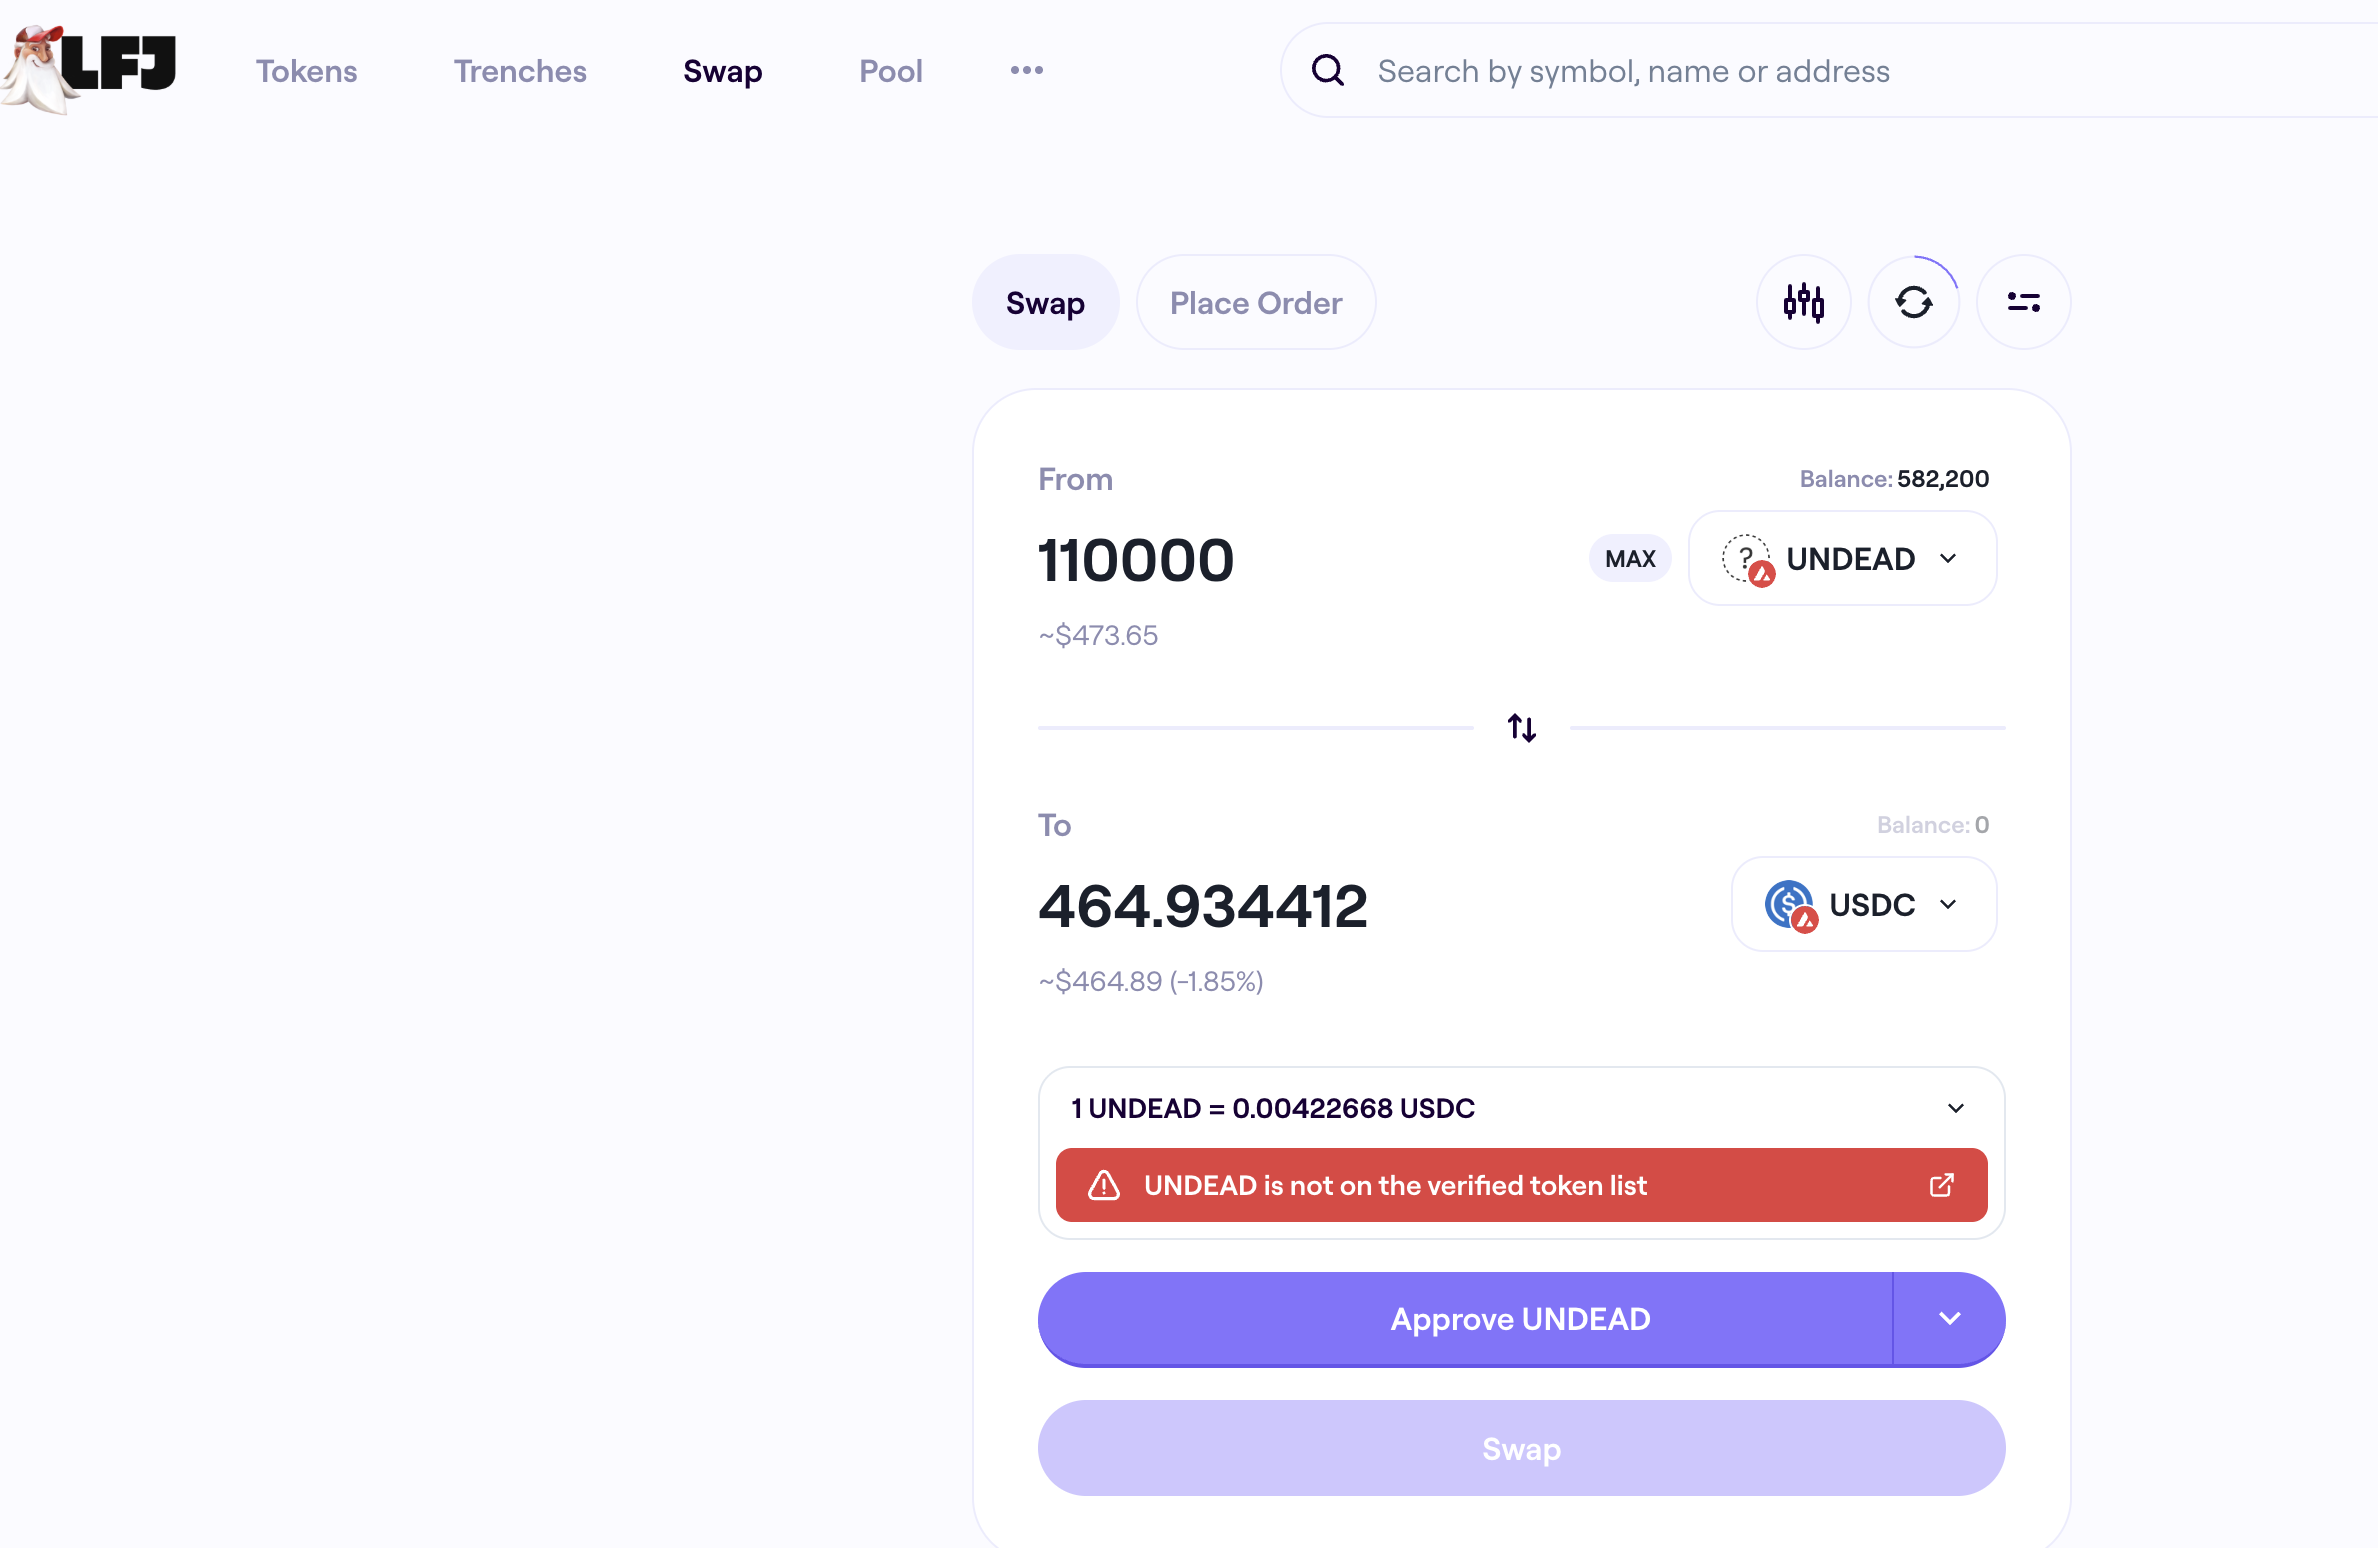 LFJ Tokens Trenches Swap Pool ••• Search by symbol, name or address
Swap Place Order
From Balance: 582,200
110000 MAX ? UNDEAD
~$473.65
To Balance: 0
464.934412 USDC
~$464.89 (-1.85%)
1 UNDEAD = 0.00422668 USDC
UNDEAD is not on the verified token list
Approve UNDEAD
Swap